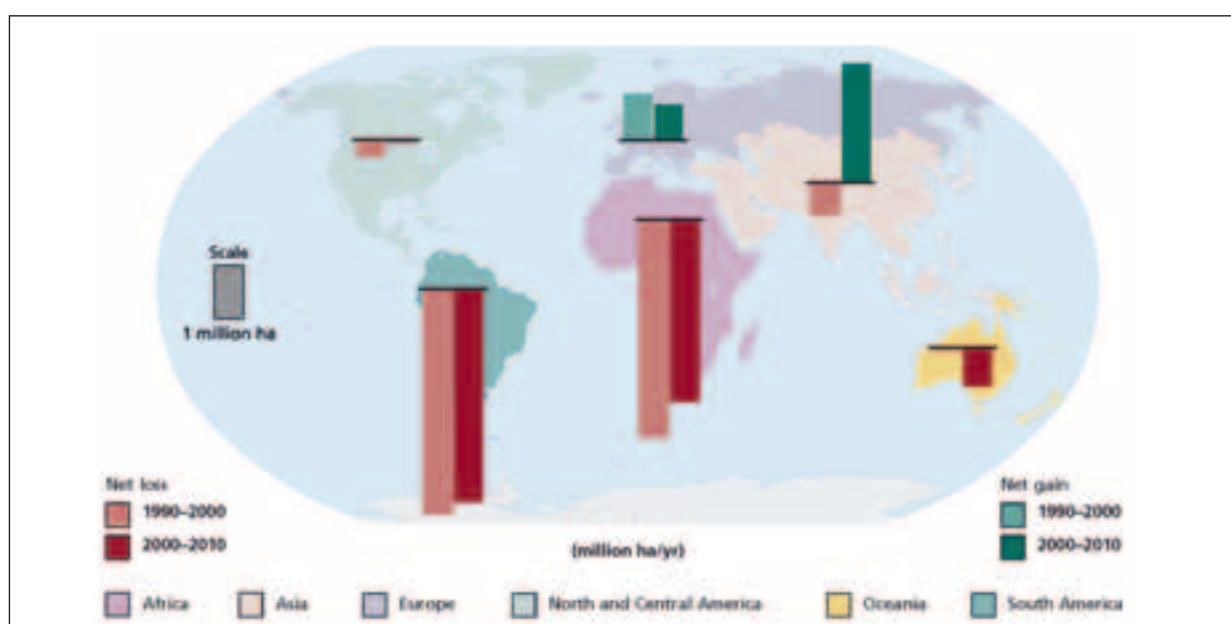 Scale
1 million ha
Net loss
1990–2000
2000–2010
Net gain
1990–2000
2000–2010
(million ha/yr)
Africa
Asia
Europe
North and Central America
Oceania
South America